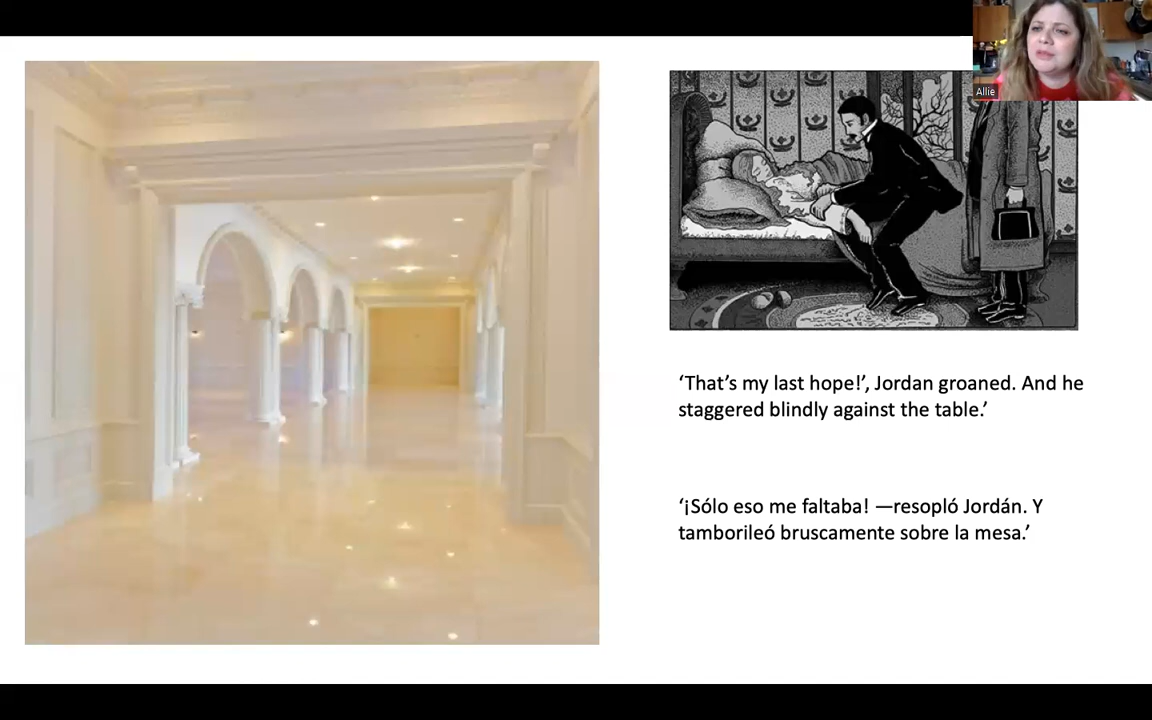 Allie
‘That’s my last hope!’, Jordan groaned. And he
staggered blindly against the table.’
‘¡Sólo eso me faltaba! —resopló Jordán. Y
tamborileó bruscamente sobre la mesa.’